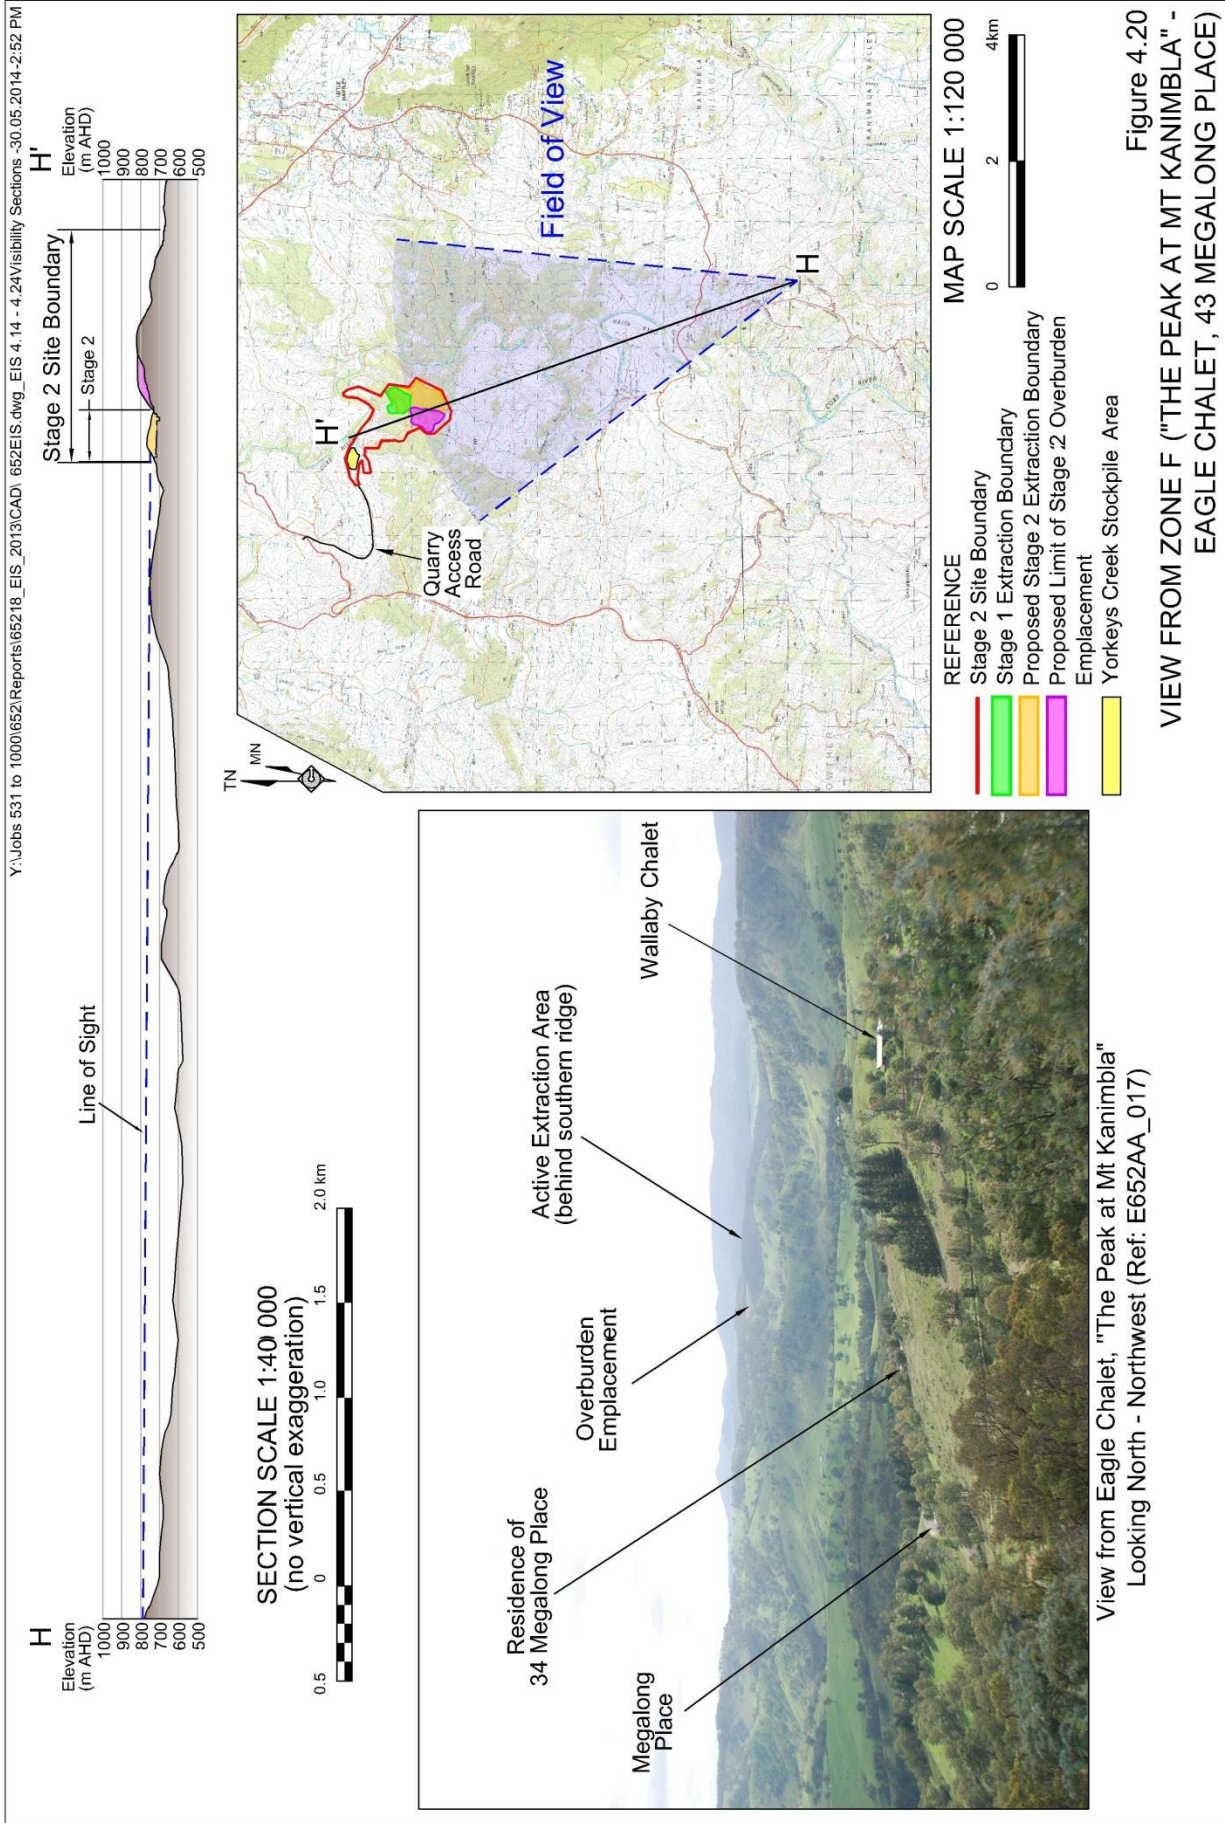 Y:\Jobs 531 to 1000\652\Reports\65218_EIS_2013\CAD\ 652EIS.dwg_EIS 4.14 - 4.24Visibility Sections -30.05.2014-2:52 PM
H
Elevation
(m AHD)
1000
900
800
700
600
500
Line of Sight
Stage 2 Site Boundary
Stage 2
H'
Elevation
(m AHD)
1000
900
800
700
600
500
SECTION SCALE 1:40 000
(no vertical exaggeration)
0.5
0
0.5
1.0
1.5
2.0 km
Residence of
34 Megalong Place
Megalong
Place
Overburden
Emplacement
Active Extraction Area
(behind southern ridge)
Wallaby Chalet
View from Eagle Chalet, "The Peak at Mt Kanimbla"
Looking North - Northwest (Ref: E652AA_017)
TN
MN
H'
Quarry
Access
Road
Field of View
H
KANIMBLA VALLEY
RIVER
MAP SCALE 1:120 000
0
2
4km
REFERENCE
Stage 2 Site Boundary
Stage 1 Extraction Boundary
Proposed Stage 2 Extraction Boundary
Proposed Limit of Stage :2 Overburden
Emplacement
Yorkeys Creek Stockpile Area
Figure 4.20
VIEW FROM ZONE F ("THE PEAK AT MT KANIMBLA" -
EAGLE CHALET, 43 MEGALONG PLACE)